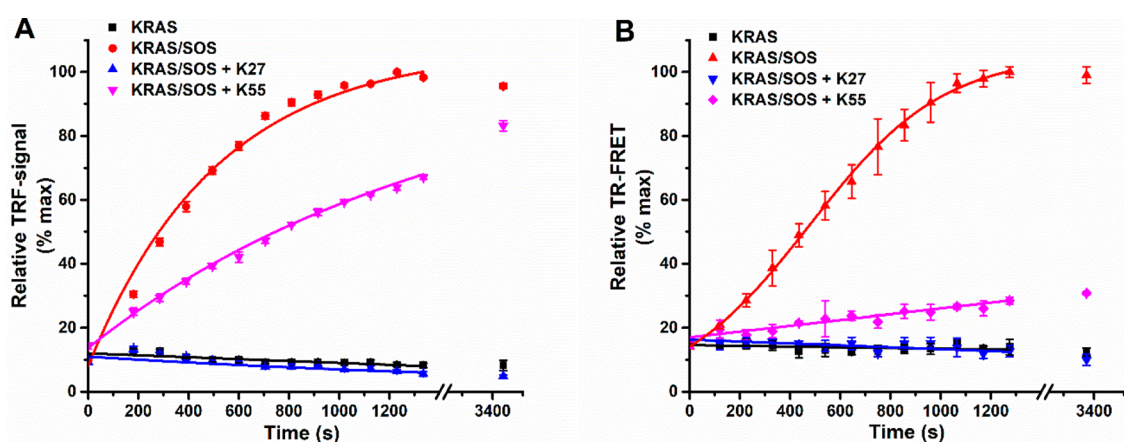 A
KRAS
KRAS/SOS
KRAS/SOS + K27
KRAS/SOS + K55
Relative TRF-signal
(% max)
100
80
60
40
20
0
0 200 400 600 800 1000 1200 3400
Time (s)
B
KRAS
KRAS/SOS
KRAS/SOS + K27
KRAS/SOS + K55
Relative TR-FRET
(% max)
100
80
60
40
20
0
0 200 400 600 800 1000 1200 3400
Time (s)